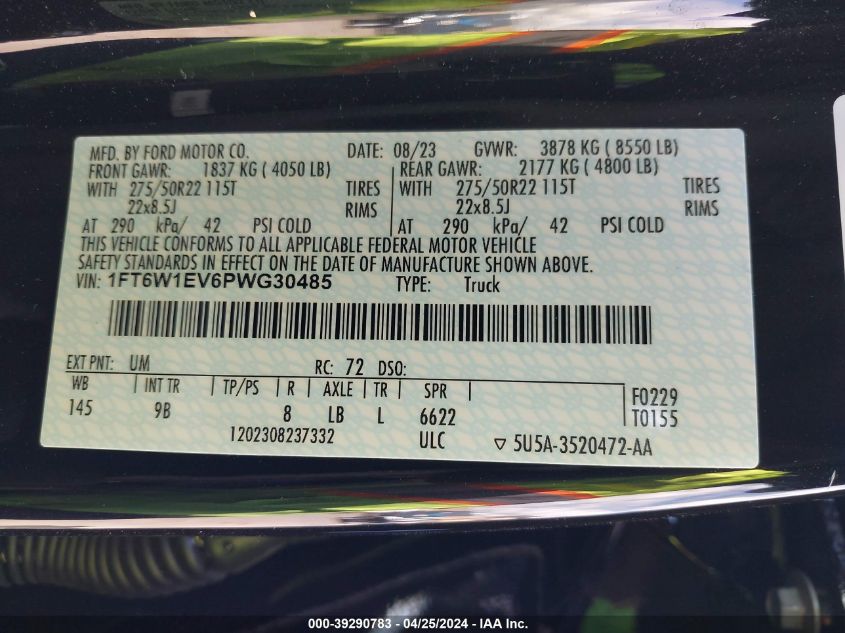 MFD. BY FORD MOTOR CO. DATE: 08/23 GVWR: 3878 KG ( 8550 LB)
FRONT GAWR: 1837 KG ( 4050 LB) REAR GAWR: 2177 KG ( 4800 LB)
WITH 275/50R22 115T TIRES WITH 275/50R22 115T TIRES
22x8.5J RIMS 22x8.5J RIMS
AT 290 kPa/ 42 PSI COLD AT 290 kPa/ 42 PSI COLD
THIS VEHICLE CONFORMS TO ALL APPLICABLE FEDERAL MOTOR VEHICLE
SAFETY STANDARDS IN EFFECT ON THE DATE OF MANUFACTURE SHOWN ABOVE.
VIN: 1FT6W1EV6PWG30485 TYPE: Truck
EXT PNT: UM RC: 72 DSO:
WB INT TR TP/PS R AXLE TR SPR F0229
145 9B 8 LB L 6622 T0155
1202308237332 ULC 5U5A-3520472-AA
000-39290783 - 04/25/2024 - IAA Inc.